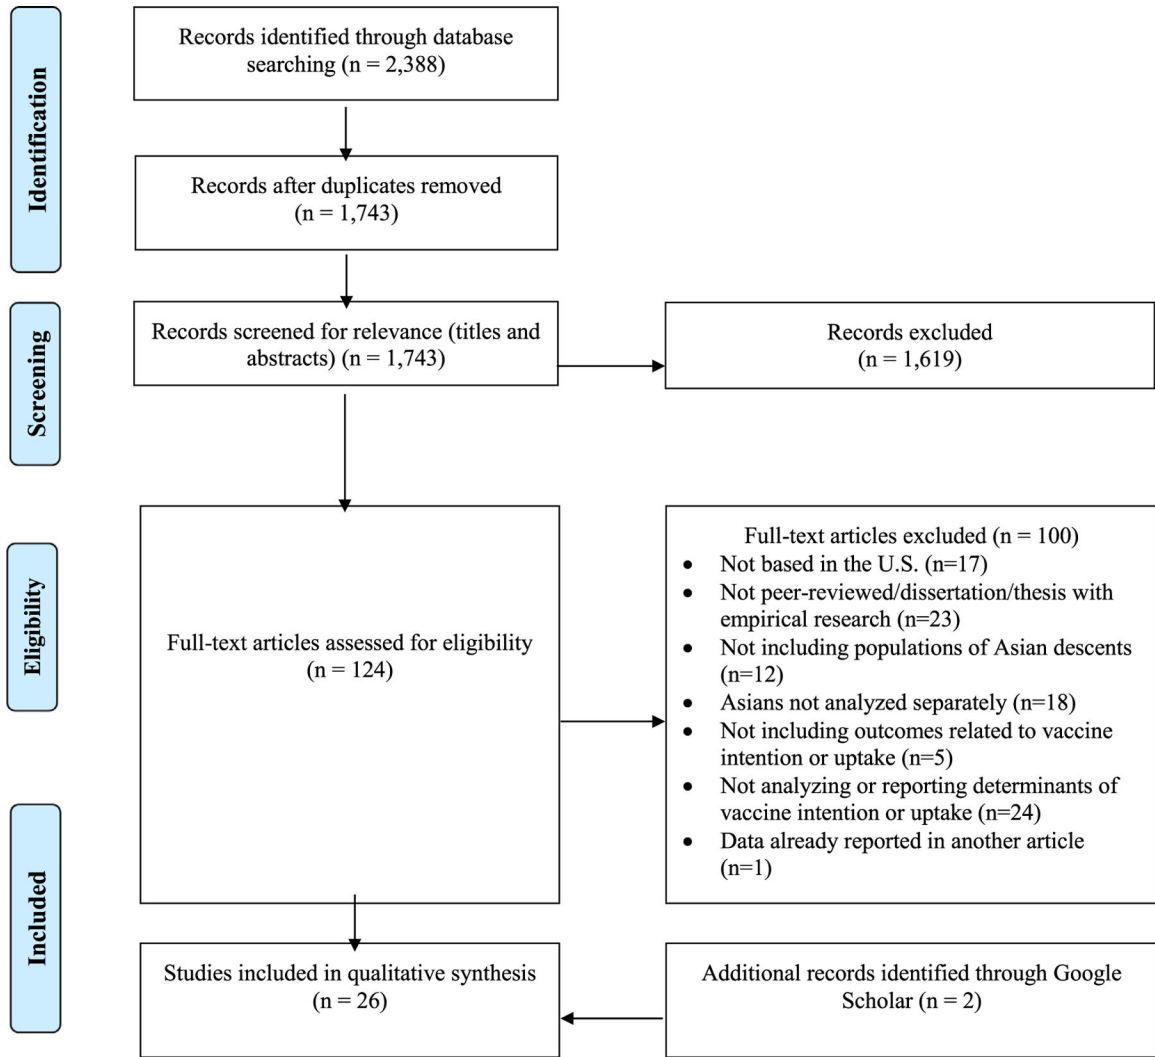 Identification
Records identified through database
searching (n = 2,388)
Records after duplicates removed
(n = 1,743)
Screening
Records screened for relevance (titles and
abstracts) (n = 1,743)
Records excluded
(n = 1,619)
Eligibility
Full-text articles assessed for eligibility
(n = 124)
Full-text articles excluded (n = 100)
• Not based in the U.S. (n=17)
• Not peer-reviewed/dissertation/thesis with
empirical research (n=23)
• Not including populations of Asian descents
(n=12)
• Asians not analyzed separately (n=18)
• Not including outcomes related to vaccine
intention or uptake (n=5)
• Not analyzing or reporting determinants of
vaccine intention or uptake (n=24)
• Data already reported in another article
(n=1)
Included
Studies included in qualitative synthesis
(n = 26)
Additional records identified through Google
Scholar (n = 2)